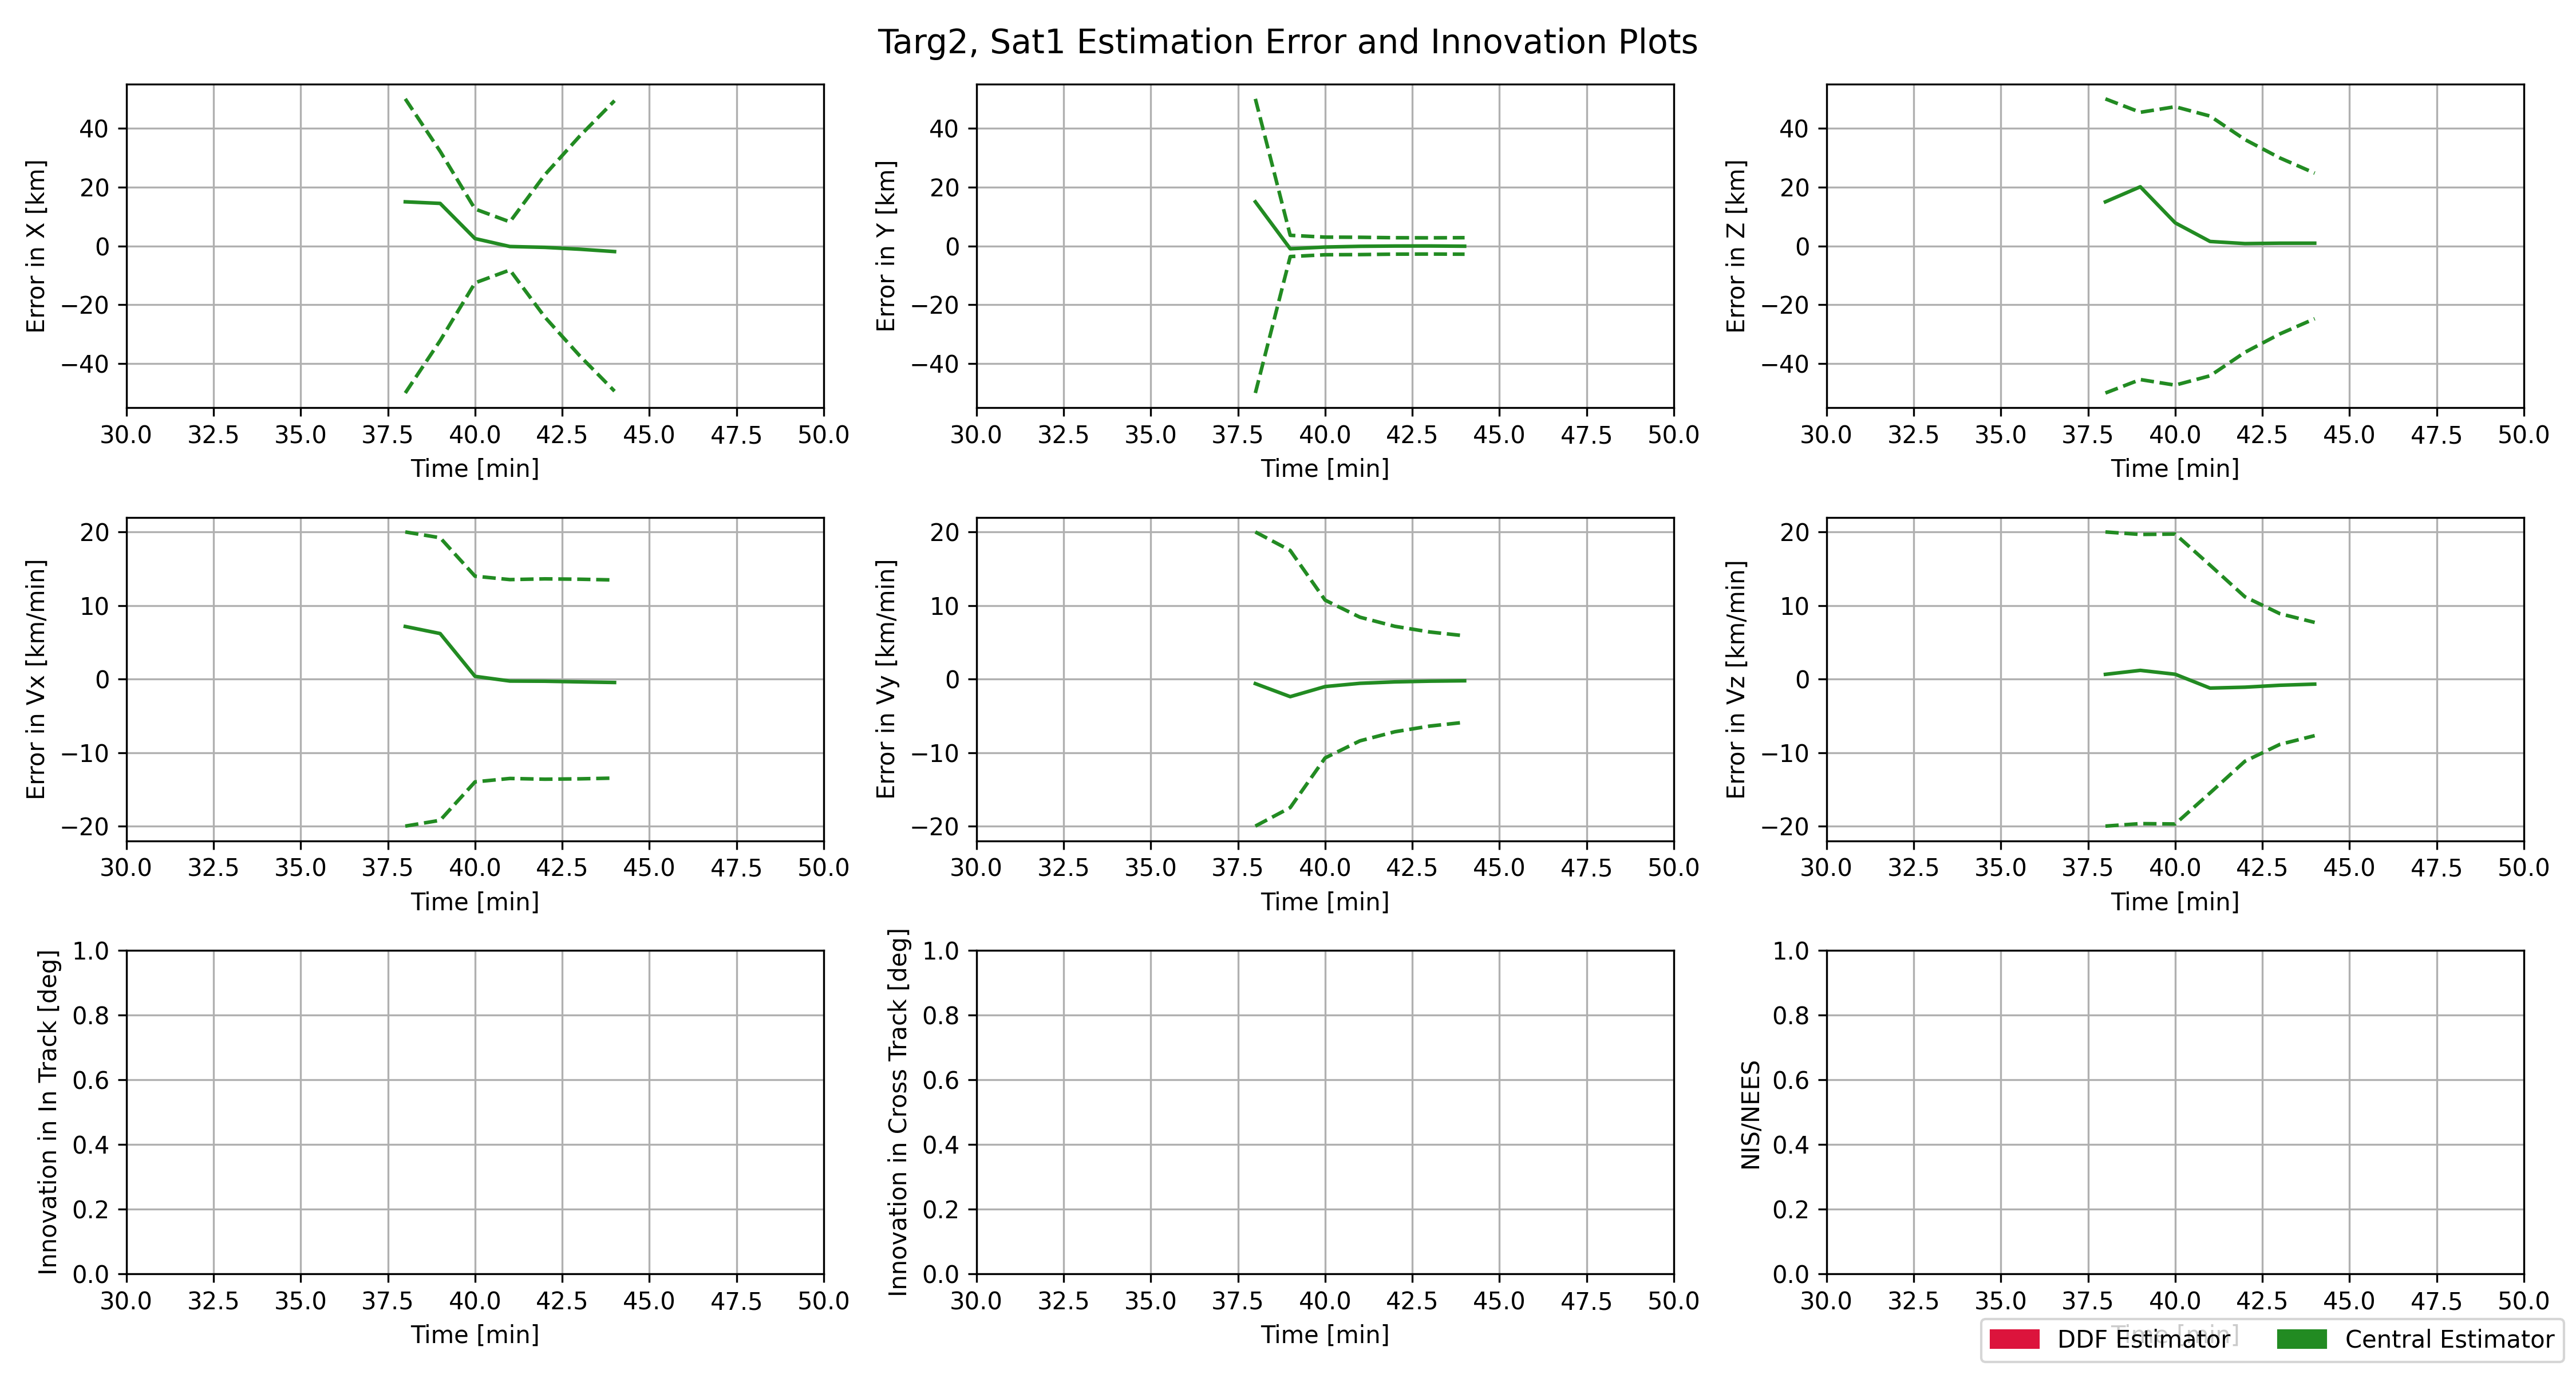 Targ2, Sat1 Estimation Error and Innovation Plots
Error in X [km]
40
20
0
−20
−40
30.0 32.5 35.0 37.5 40.0 42.5 45.0 47.5 50.0
Time [min]
Error in Y [km]
40
20
0
−20
−40
30.0 32.5 35.0 37.5 40.0 42.5 45.0 47.5 50.0
Time [min]
Error in Z [km]
40
20
0
−20
−40
30.0 32.5 35.0 37.5 40.0 42.5 45.0 47.5 50.0
Time [min]
Error in Vx [km/min]
20
10
0
−10
−20
30.0 32.5 35.0 37.5 40.0 42.5 45.0 47.5 50.0
Time [min]
Error in Vy [km/min]
20
10
0
−10
−20
30.0 32.5 35.0 37.5 40.0 42.5 45.0 47.5 50.0
Time [min]
Error in Vz [km/min]
20
10
0
−10
−20
30.0 32.5 35.0 37.5 40.0 42.5 45.0 47.5 50.0
Time [min]
Innovation in In Track [deg]
1.0
0.8
0.6
0.4
0.2
0.0
30.0 32.5 35.0 37.5 40.0 42.5 45.0 47.5 50.0
Time [min]
Innovation in Cross Track [deg]
1.0
0.8
0.6
0.4
0.2
0.0
30.0 32.5 35.0 37.5 40.0 42.5 45.0 47.5 50.0
Time [min]
NIS/NEES
1.0
0.8
0.6
0.4
0.2
0.0
30.0 32.5 35.0 37.5 40.0 42.5 45.0 47.5 50.0
Time [min]
DDF Estimator Central Estimator